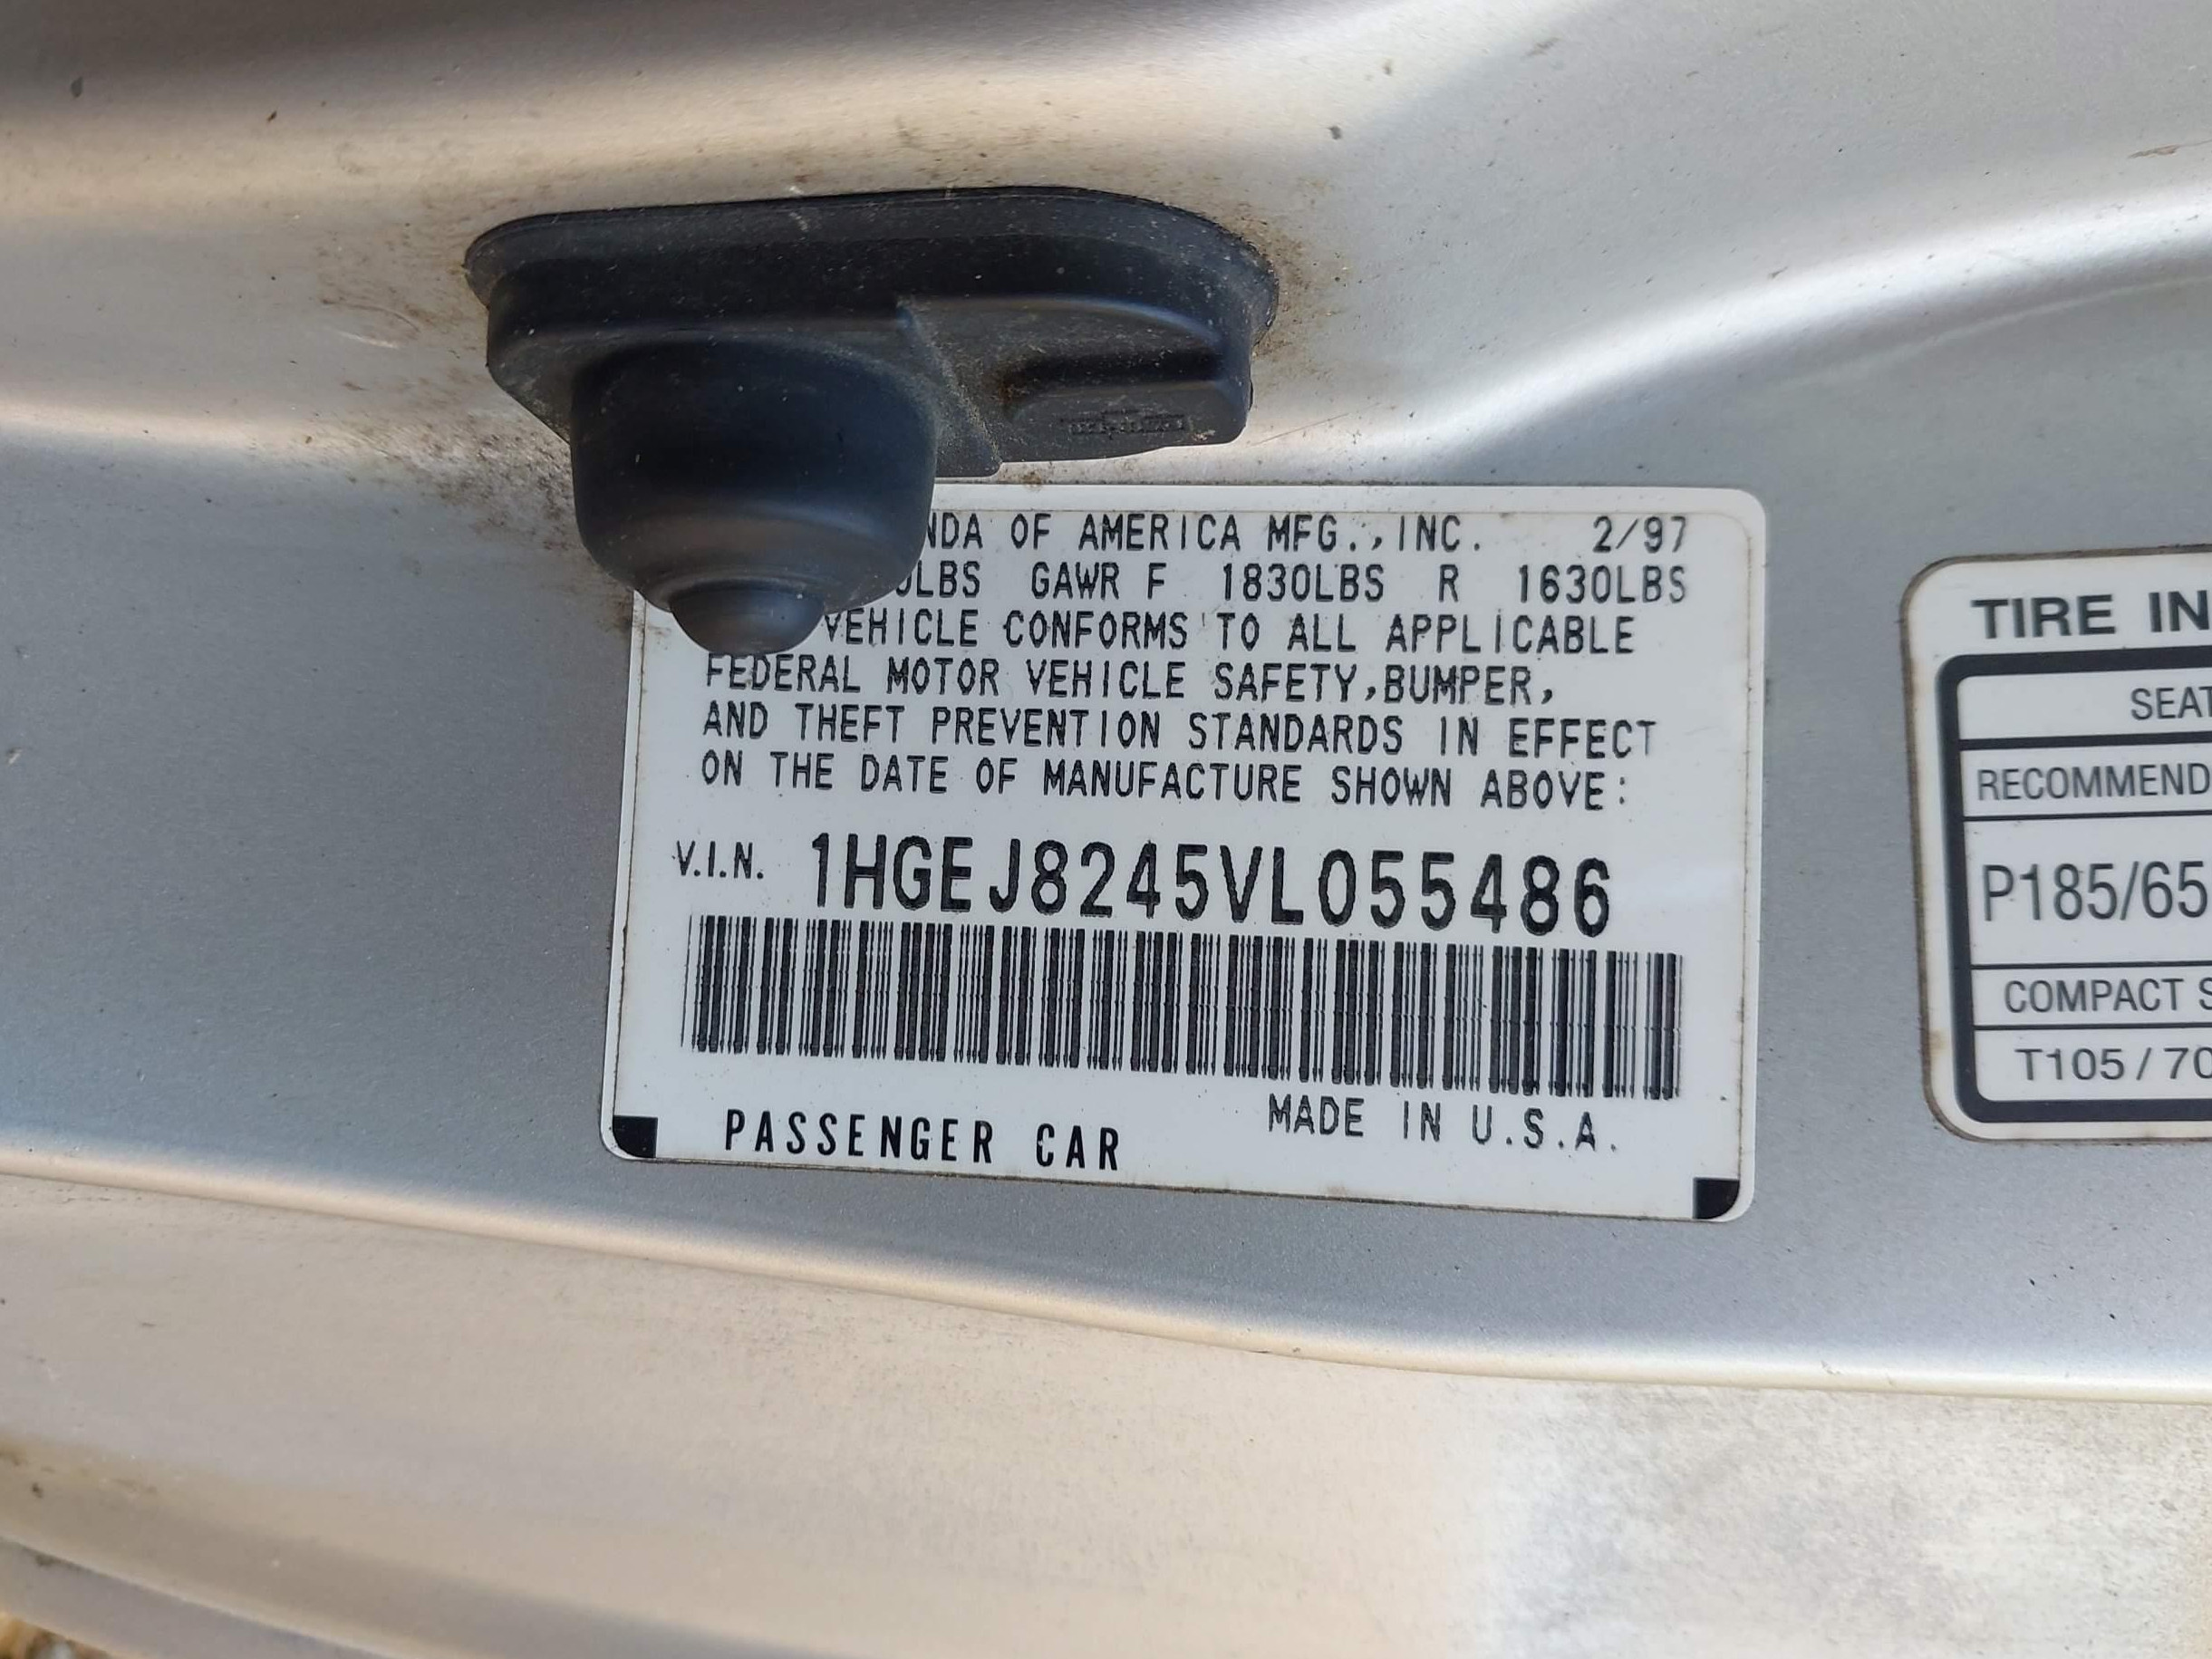 NDA OF AMERICA MFG.,INC. 2/97
0LBS GAWR F 1830LBS R 1630LBS
VEHICLE CONFORMS TO ALL APPLICABLE
FEDERAL MOTOR VEHICLE SAFETY,BUMPER,
AND THEFT PREVENTION STANDARDS IN EFFECT
ON THE DATE OF MANUFACTURE SHOWN ABOVE:
V.I.N. 1HGEJ8245VL055486
PASSENGER CAR MADE IN U.S.A.
TIRE IN
SEAT
RECOMMEND
P185/65
COMPACT S
T105/70